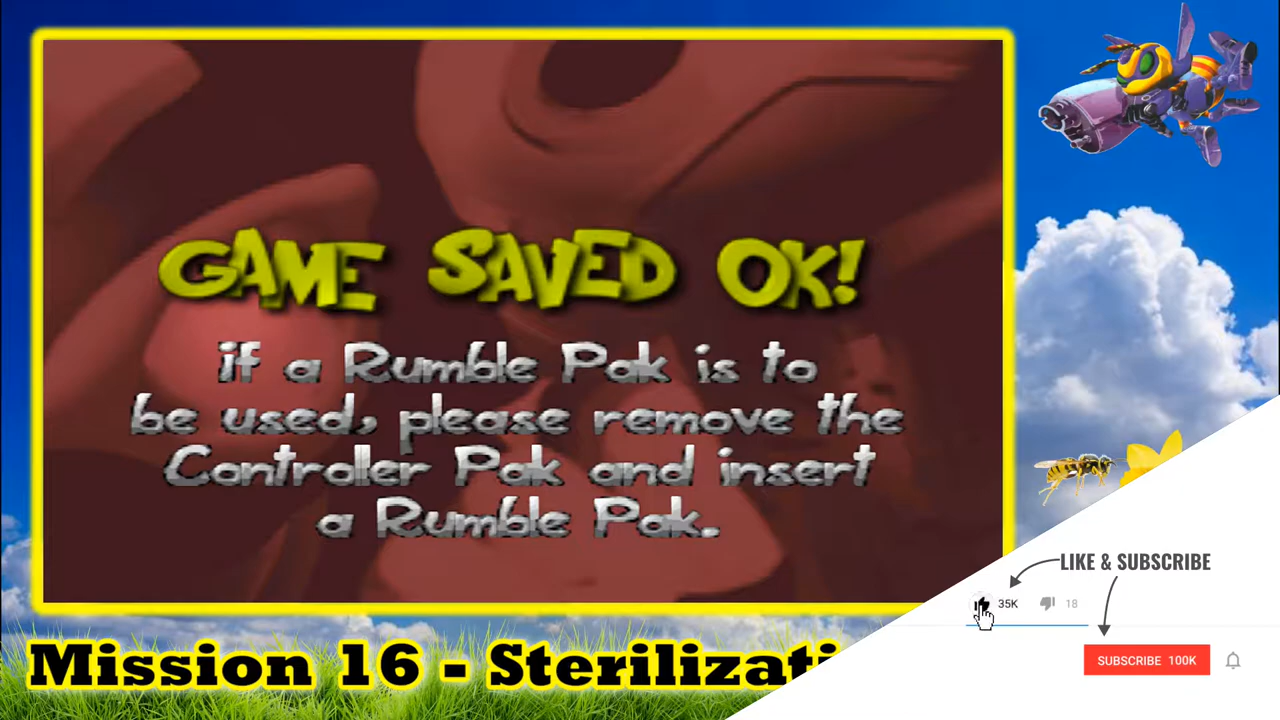 GAME SAVED OK!
if a Rumble Pak is to
be used, please remove the
Controller Pak and insert
a Rumble Pak.
LIKE & SUBSCRIBE
35K 18
SUBSCRIBE 100K
Mission 16 - Sterilizati